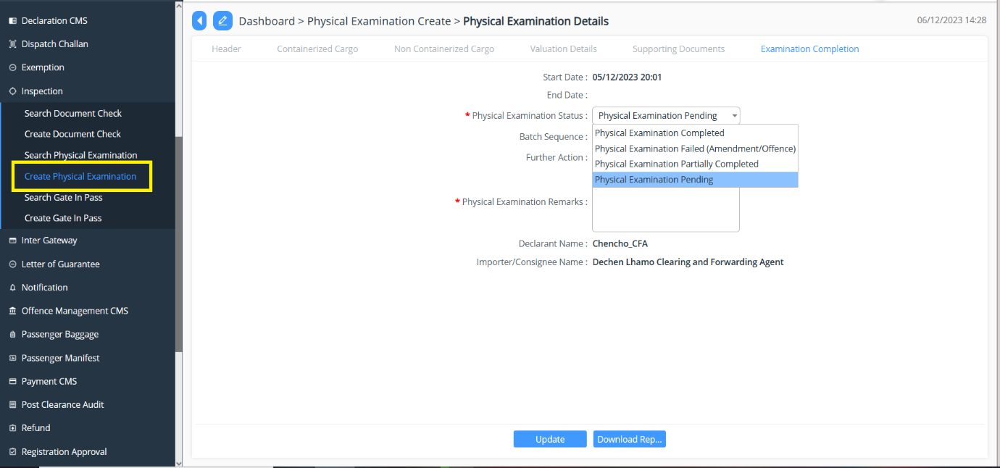 Declaration CMS
Dispatch Challan
Exemption
Inspection
Search Document Check
Create Document Check
Search Physical Examination
Create Physical Examination
Search Gate In Pass
Create Gate In Pass
Inter Gateway
Letter of Guarantee
Notification
Offence Management CMS
Passenger Baggage
Passenger Manifest
Payment CMS
Post Clearance Audit
Refund
Registration Approval
Dashboard > Physical Examination Create > Physical Examination Details
06/12/2023 14:28
Header Containerized Cargo Non Containerized Cargo Valuation Details Supporting Documents Examination Completion
Start Date : 05/12/2023 20:01
End Date :
* Physical Examination Status : Physical Examination Pending
Physical Examination Completed
Physical Examination Failed (Amendment/Offence)
Physical Examination Partially Completed
Physical Examination Pending
Batch Sequence :
Further Action :
* Physical Examination Remarks :
Declarant Name : Chencho_CFA
Importer/Consignee Name : Dechen Lhamo Clearing and Forwarding Agent
Update Download Rep...